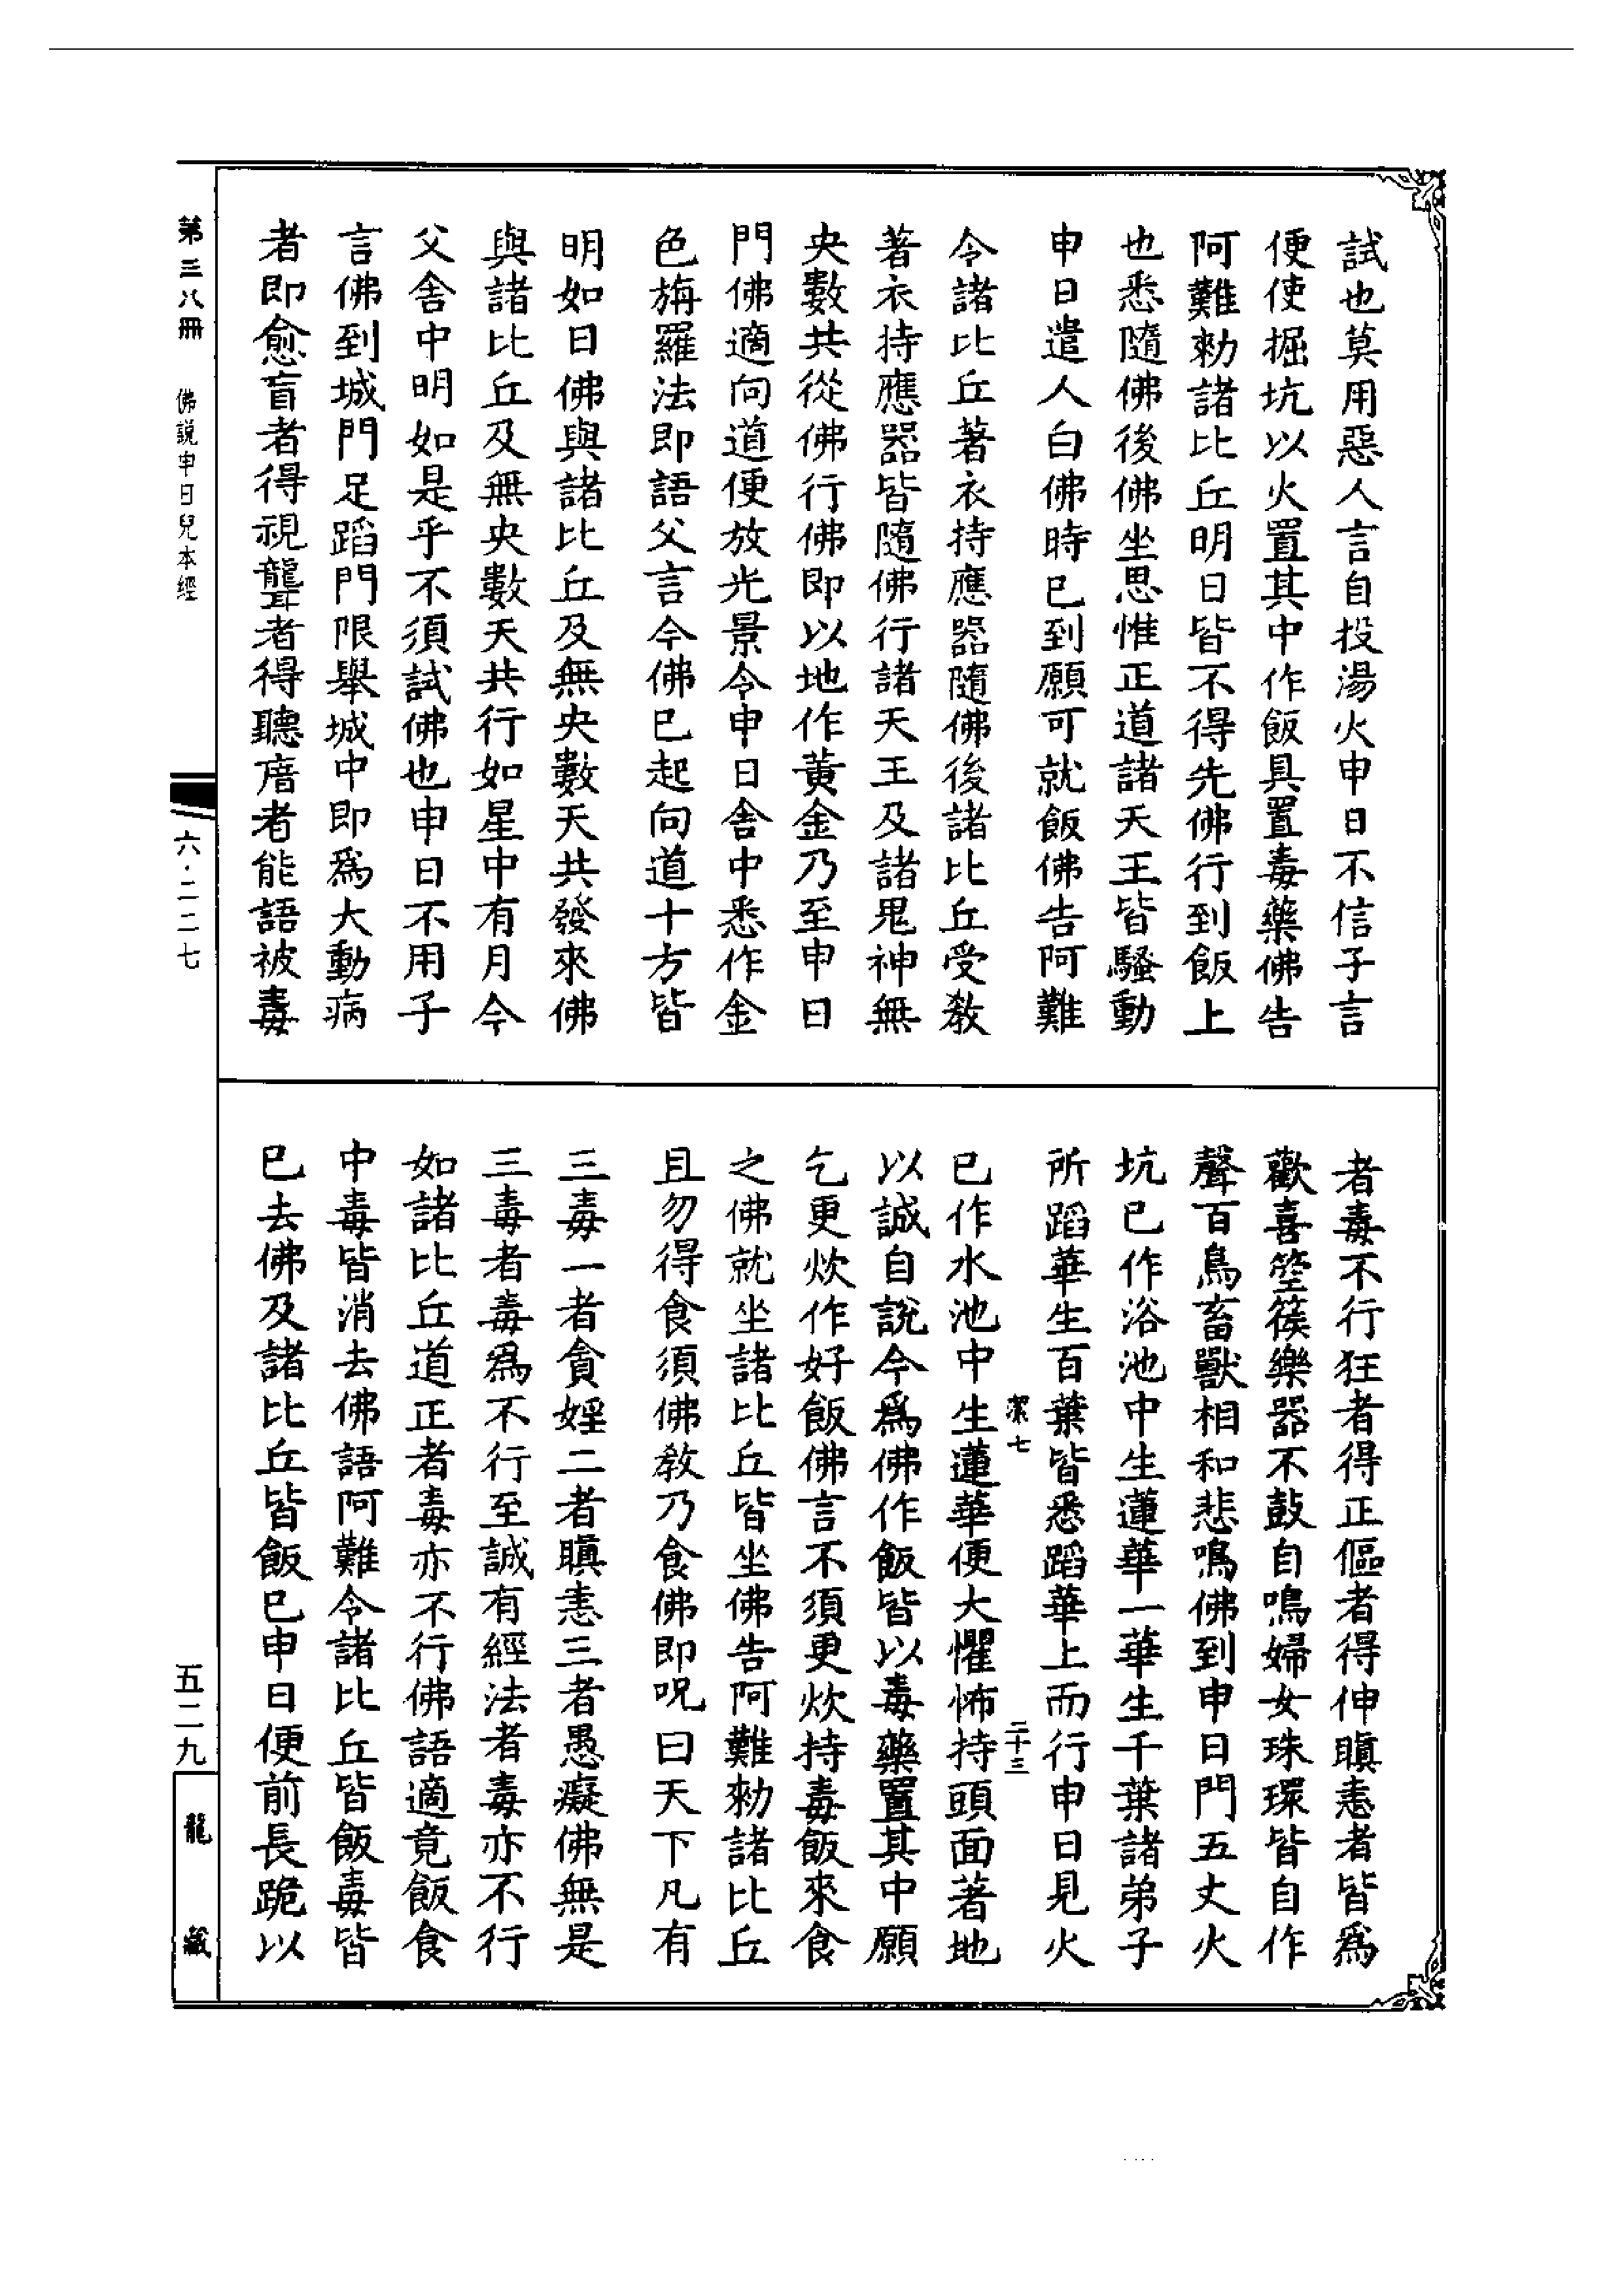 試也莫用惡人言自投湯火申日不信子言
便使掘坑以火置其中作飯具置毒藥佛告
阿難勑諸比丘明日皆不得先佛行到飯上
也悉隨佛後佛坐思惟正道諸天王皆騷動
申日遣人白佛時已到願可就飯佛告阿難
令諸比丘著衣持應器隨佛後諸比丘受教
著衣持應器皆隨佛行諸天王及諸鬼神無
央數共從佛行佛即以地作黃金乃至申日
門佛適向道便放光景令申日舍中悉作金
色旃羅法即語父言今佛已起向道十方皆
明如日佛與諸比丘及無央數天共發來佛
與諸比丘及無央數天共行如星中有月今
父舍中明如是乎不須試佛也申日不用子
言佛到城門足蹈門限舉城中即為大動病
者即愈盲者得視聾者得聽瘖者能語被毒
者毒不行狂者得正傴者得伸瞋恚者皆為
歡喜箜篌樂器不鼓自鳴婦女珠環皆自作
聲百鳥畜獸相和悲鳴佛到申日門五丈火
坑已作浴池中生蓮華一華生千葉諸弟子
所蹈華生百葉皆悉蹈華上而行申日見火
潔七 二十三
已作水池中生蓮華便大懼怖持頭面著地
以誠自說今為佛作飯皆以毒藥置其中願
乞更炊作好飯佛言不須更炊持毒飯來食
之佛就坐諸比丘皆坐佛告阿難勑諸比丘
且勿得食須佛教乃食佛即呪曰天下凡有
三毒一者貪婬二者瞋恚三者愚癡佛無是
三毒者毒為不行至誠有經法者毒亦不行
如諸比丘道正者毒亦不行佛語適竟飯食
中毒皆消去佛語阿難令諸比丘皆飯毒皆
已去佛及諸比丘皆飯已申日便前長跪以
第三八冊 佛說申日兒本經
六·二二七
五二九
龍藏